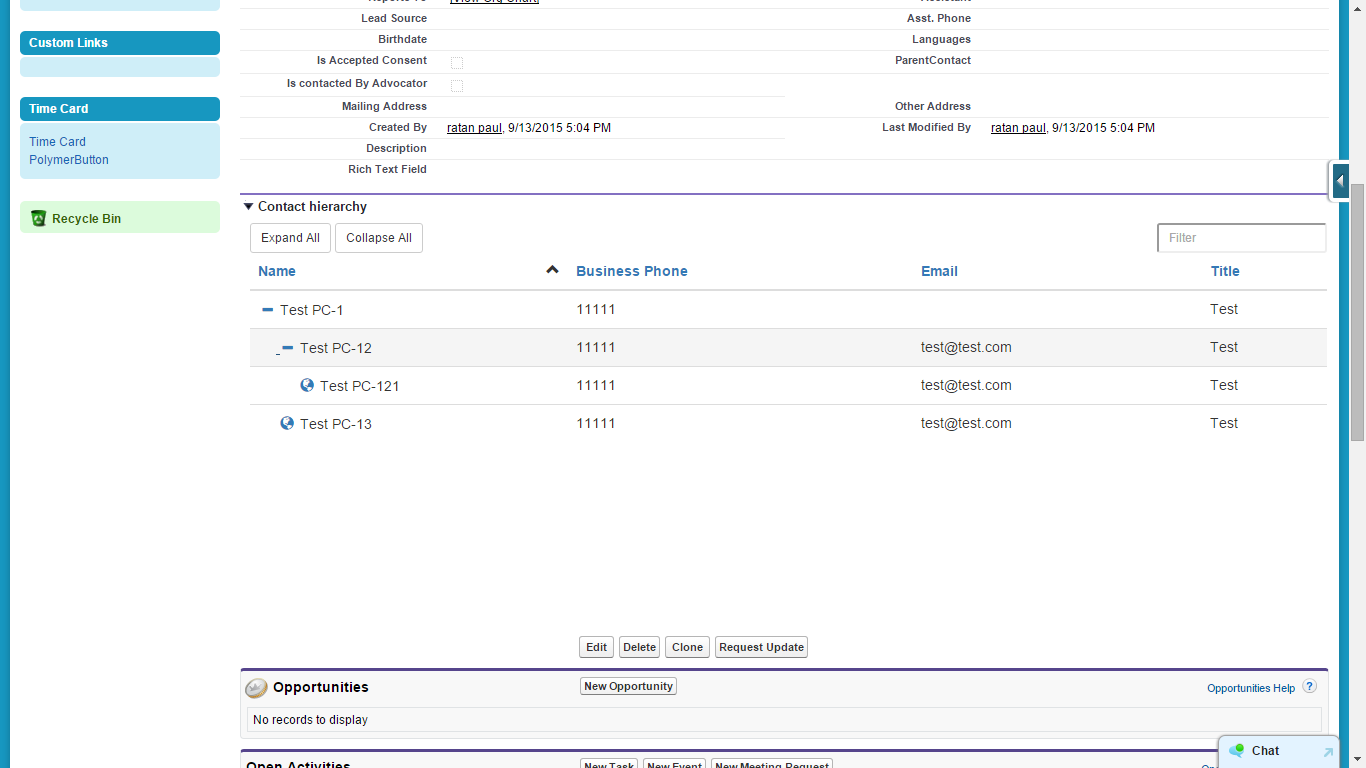 Reports To [View Org Chart] Assistant
Lead Source Asst. Phone
Custom Links
Birthdate Languages
Is Accepted Consent ParentContact
Is contacted By Advocator
Time Card
Mailing Address Other Address
Created By ratan paul, 9/13/2015 5:04 PM Last Modified By ratan paul, 9/13/2015 5:04 PM
Time Card
Description
PolymerButton
Rich Text Field
Contact hierarchy
Recycle Bin
Expand All Collapse All Filter
Name Business Phone Email Title
Test PC-1 11111 Test
Test PC-12 11111 test@test.com Test
Test PC-121 11111 test@test.com Test
Test PC-13 11111 test@test.com Test
Edit Delete Clone Request Update
Opportunities New Opportunity Opportunities Help ?
No records to display
Chat
Open Activities New Task New Event New Meeting Request